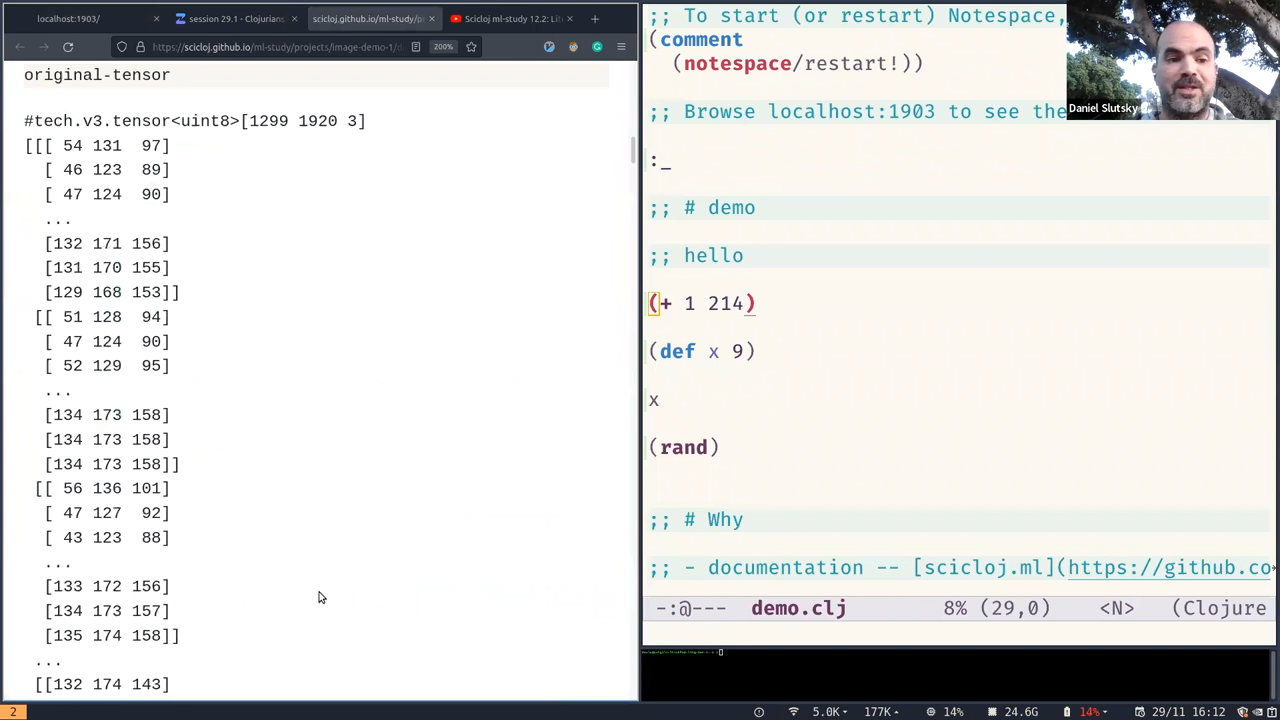 localhost:1903/
session 29.1 - Clojurians
scicloj.github.io/ml-study/pr
Scicloj ml-study 12.2: Lit
https://scicloj.github.io/ml-study/projects/image-demo-1/
200%
original-tensor
#tech.v3.tensor<uint8>[1299 1920 3]
[[[ 54 131  97]
[ 46 123  89]
[ 47 124  90]
...
[132 171 156]
[131 170 155]
[129 168 153]]
[[ 51 128  94]
[ 47 124  90]
[ 52 129  95]
...
[134 173 158]
[134 173 158]
[134 173 158]]
[[ 56 136 101]
[ 47 127  92]
[ 43 123  88]
...
[133 172 156]
[134 173 157]
[135 174 158]]
...
[[132 174 143]
;; To start (or restart) Notespace,
(comment
(notespace/restart!))
;; Browse localhost:1903 to see the
:_
;; # demo
;; hello
(+ 1 214)
(def x 9)
x
(rand)
;; # Why
;; - documentation -- [scicloj.ml](https://github.co
-:@--- demo.clj 8% (29,0) <N> (Clojure
Daniel Slutsky
2
5.0K
177K
14%
24.6G
14%
29/11 16:12